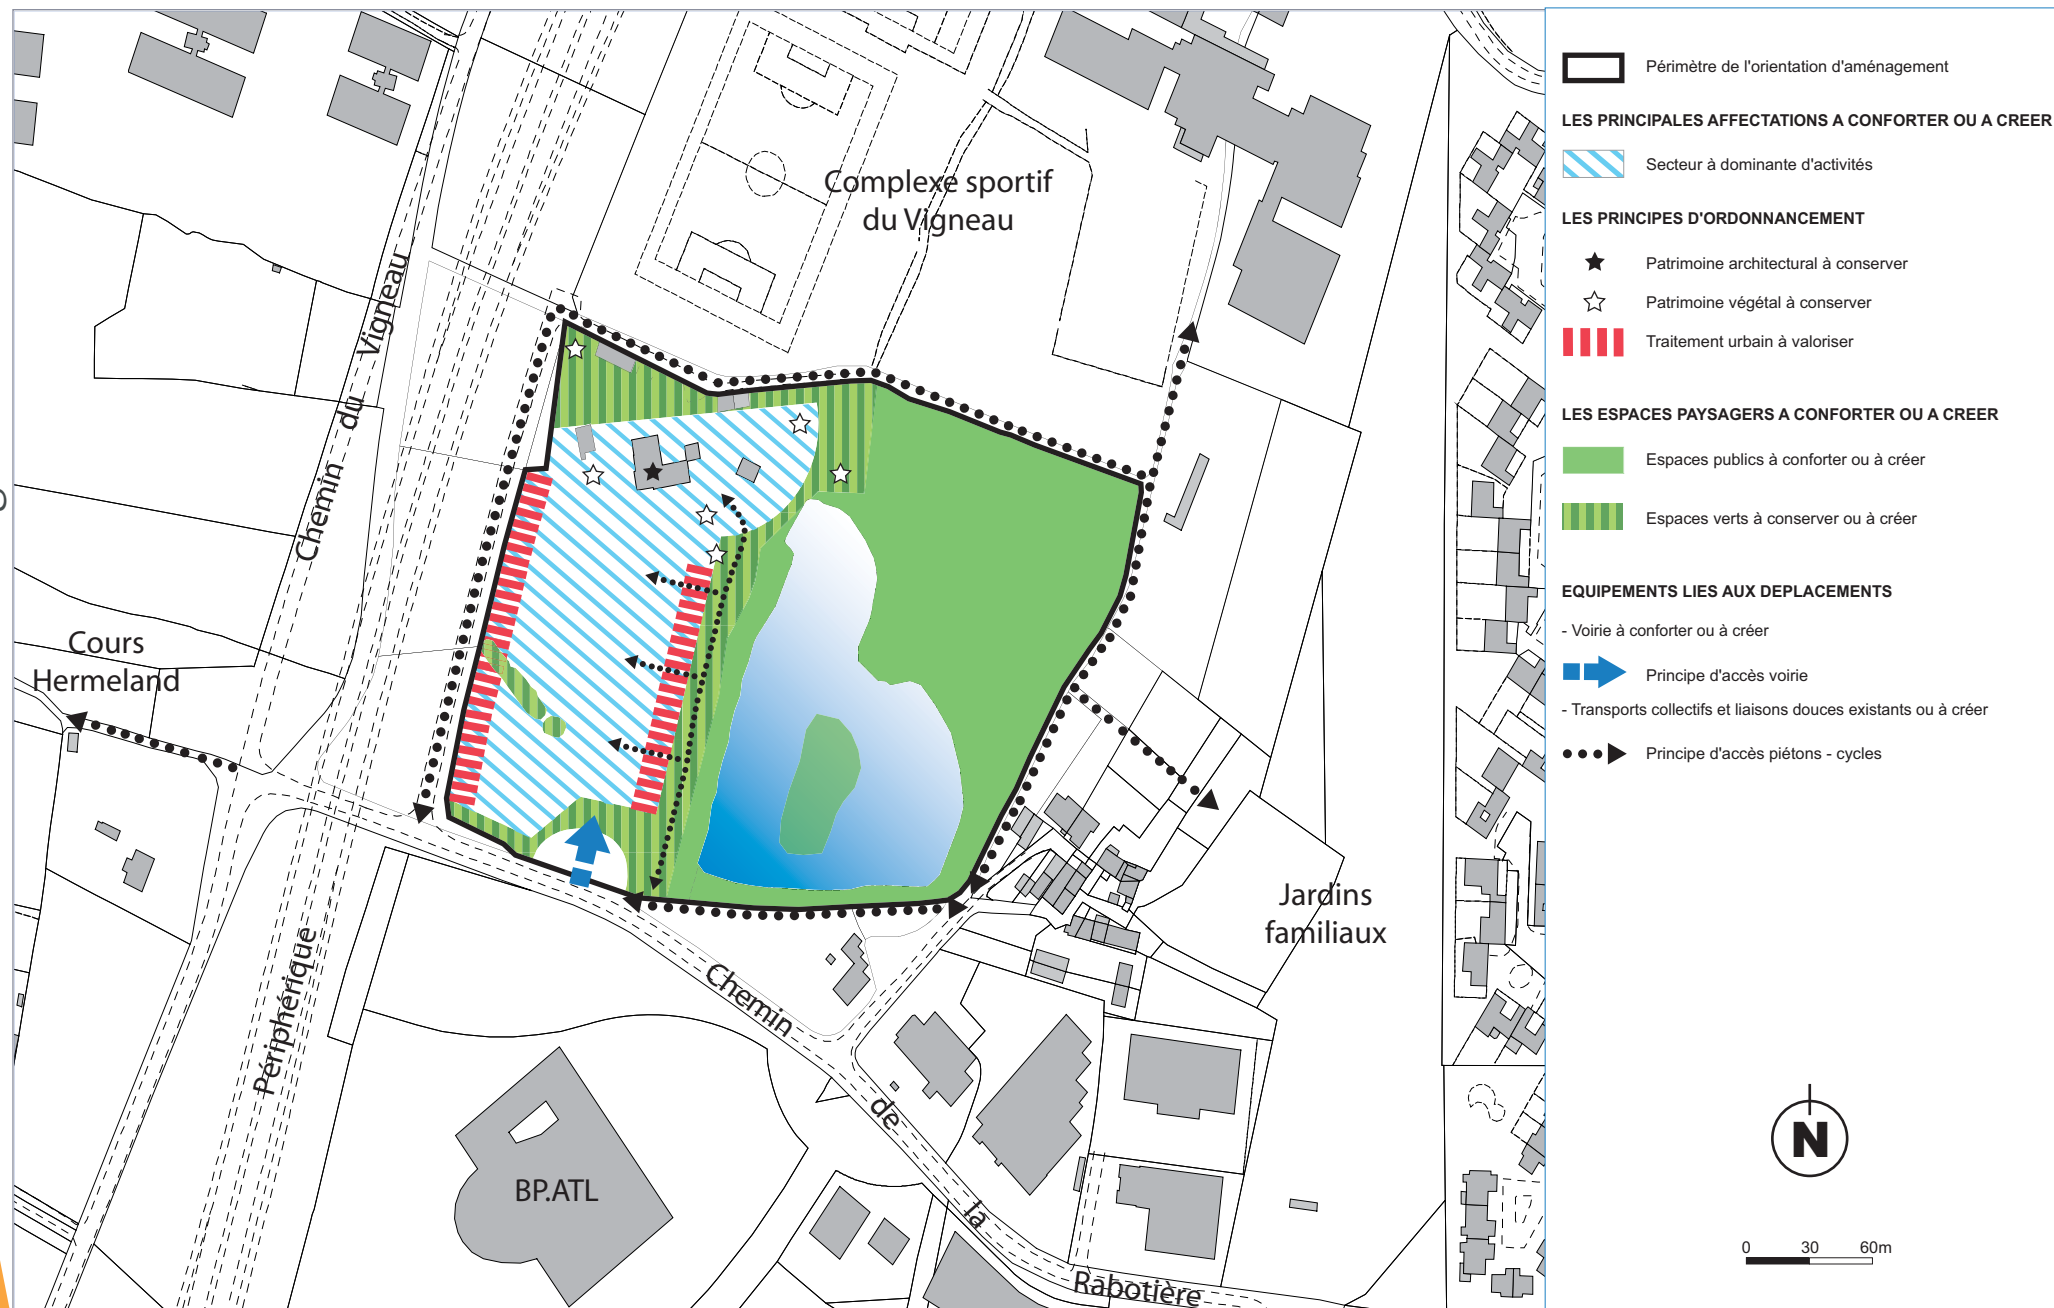 Complexe sportif
du Vigneau
Chemin du Vigneau
Cours
Hermeland
Périphérique
Chemin de la Rabotière
Jardins
familiaux
BP.ATL
Périmètre de l'orientation d'aménagement
LES PRINCIPALES AFFECTATIONS A CONFORTER OU A CREER
Secteur à dominante d'activités
LES PRINCIPES D'ORDONNANCEMENT
Patrimoine architectural à conserver
Patrimoine végétal à conserver
Traitement urbain à valoriser
LES ESPACES PAYSAGERS A CONFORTER OU A CREER
Espaces publics à conforter ou à créer
Espaces verts à conserver ou à créer
EQUIPEMENTS LIES AUX DEPLACEMENTS
- Voirie à conforter ou à créer
Principe d'accès voirie
- Transports collectifs et liaisons douces existants ou à créer
Principe d'accès piétons - cycles
N
0 30 60m